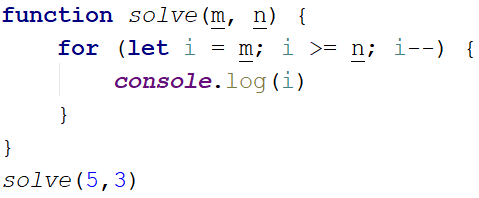 function solve(m, n) {
    for (let i = m; i >= n; i--) {
        console.log(i)
    }
}
solve(5,3)